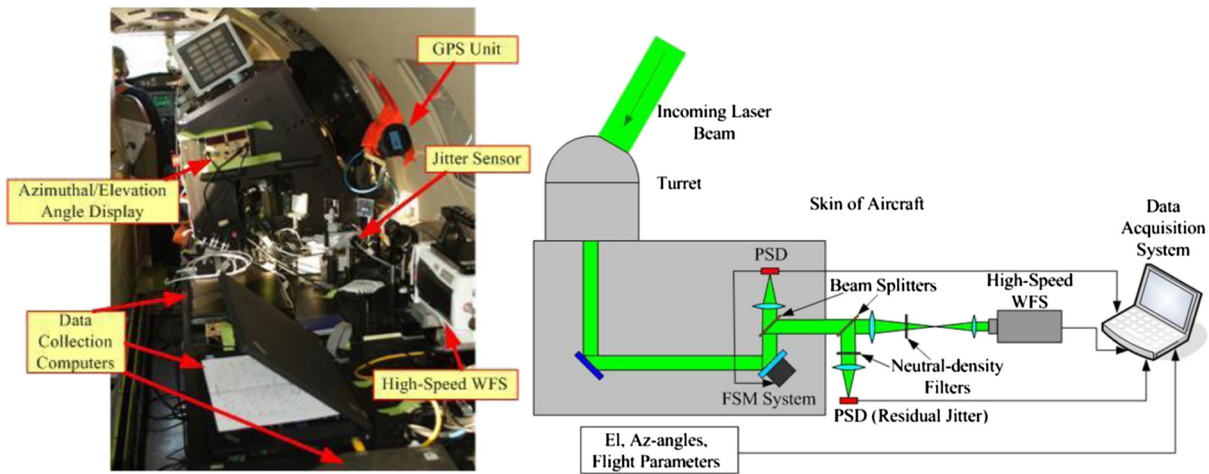 GPS Unit
Jitter Sensor
Azimuthal/Elevation
Angle Display
Data
Collection
Computers
High-Speed WFS
Incoming Laser
Beam
Turret
Skin of Aircraft
PSD
Beam Splitters
High-Speed
WFS
Data
Acquisition
System
Neutral-density
Filters
FSM System
PSD (Residual Jitter)
El, Az-angles,
Flight Parameters